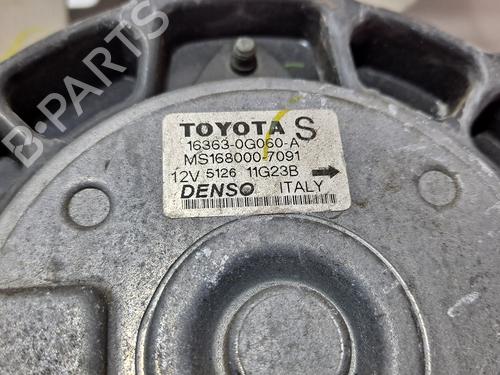 B-PARTS
TOYOTA S
16363-0G060-A
MS168000-7091
12V 5126 11G23B
DENSO ITALY